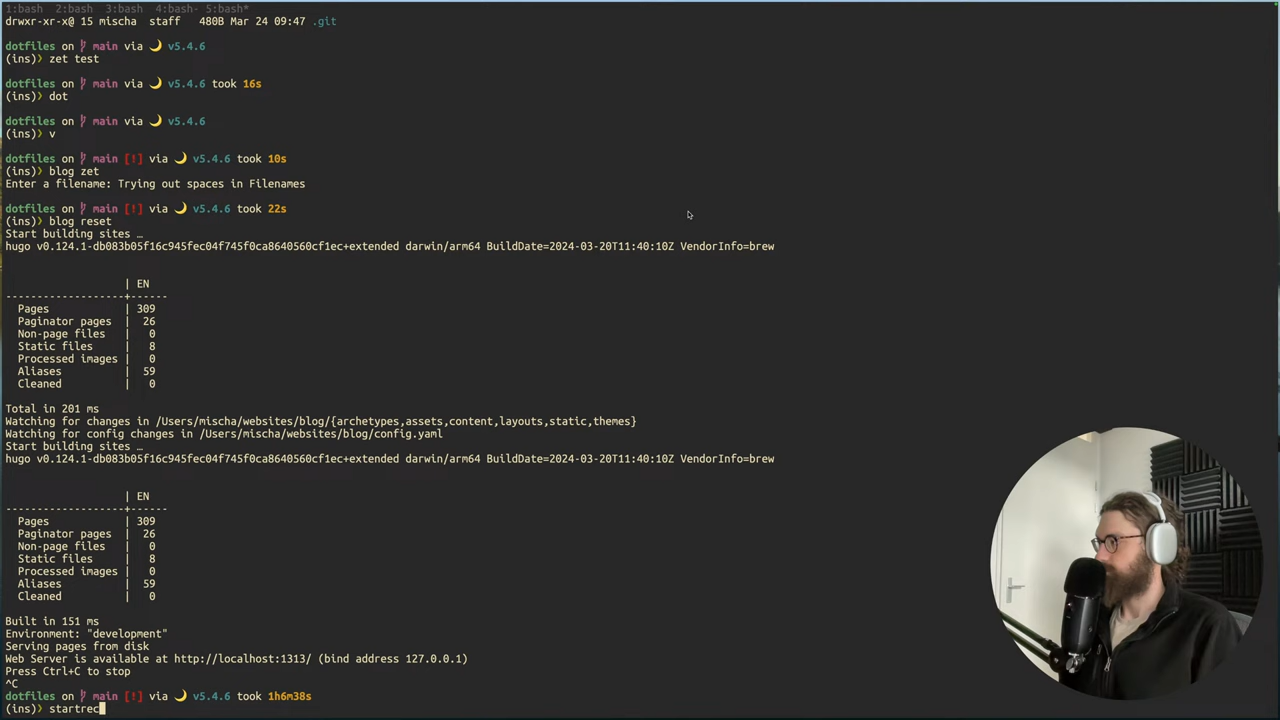 1:bash 2:bash 3:bash 4:bash- 5:bash*
drwxr-xr-x@ 15 mischa staff 480B Mar 24 09:47 .git
dotfiles on main via 🌙 v5.4.6
(ins)❯ zet test
dotfiles on main via 🌙 v5.4.6 took 16s
(ins)❯ dot
dotfiles on main via 🌙 v5.4.6
(ins)❯ v
dotfiles on main [!] via 🌙 v5.4.6 took 10s
(ins)❯ blog zet
Enter a filename: Trying out spaces in Filenames
dotfiles on main [!] via 🌙 v5.4.6 took 22s
(ins)❯ blog reset
Start building sites …
hugo v0.124.1-db083b05f16c945fec04f745f0ca8640560cf1ec+extended darwin/arm64 BuildDate=2024-03-20T11:40:10Z VendorInfo=brew
| EN
-------------------+------
Pages | 309
Paginator pages | 26
Non-page files | 0
Static files | 8
Processed images | 0
Aliases | 59
Cleaned | 0
Total in 201 ms
Watching for changes in /Users/mischa/websites/blog/{archetypes,assets,content,layouts,static,themes}
Watching for config changes in /Users/mischa/websites/blog/config.yaml
Start building sites …
hugo v0.124.1-db083b05f16c945fec04f745f0ca8640560cf1ec+extended darwin/arm64 BuildDate=2024-03-20T11:40:10Z VendorInfo=brew
| EN
-------------------+------
Pages | 309
Paginator pages | 26
Non-page files | 0
Static files | 8
Processed images | 0
Aliases | 59
Cleaned | 0
Built in 151 ms
Environment: "development"
Serving pages from disk
Web Server is available at http://localhost:1313/ (bind address 127.0.0.1)
Press Ctrl+C to stop
^C
dotfiles on main [!] via 🌙 v5.4.6 took 1h6m38s
(ins)❯ startrec